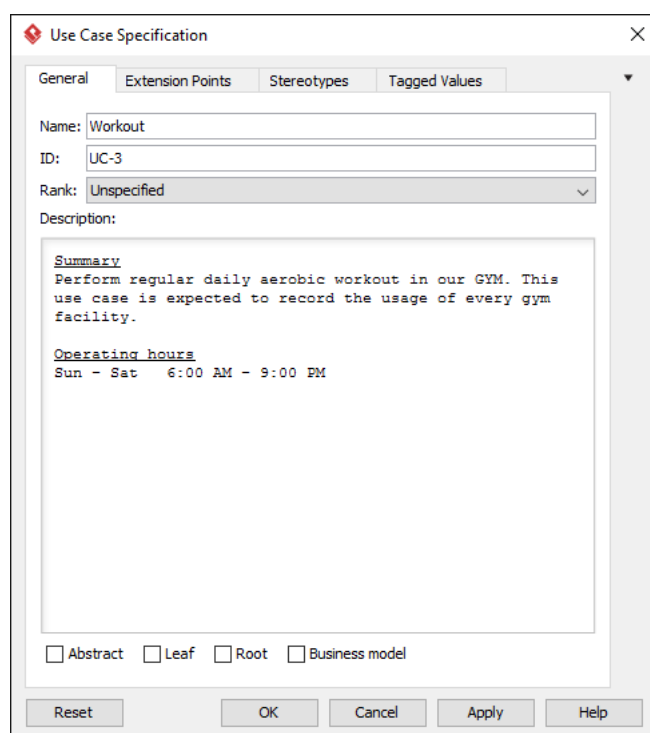 Use Case Specification
General Extension Points Stereotypes Tagged Values
Name: Workout
ID: UC-3
Rank: Unspecified
Description:
Summary
Perform regular daily aerobic workout in our GYM. This
use case is expected to record the usage of every gym
facility.
Operating hours
Sun - Sat 6:00 AM - 9:00 PM
Abstract Leaf Root Business model
Reset OK Cancel Apply Help